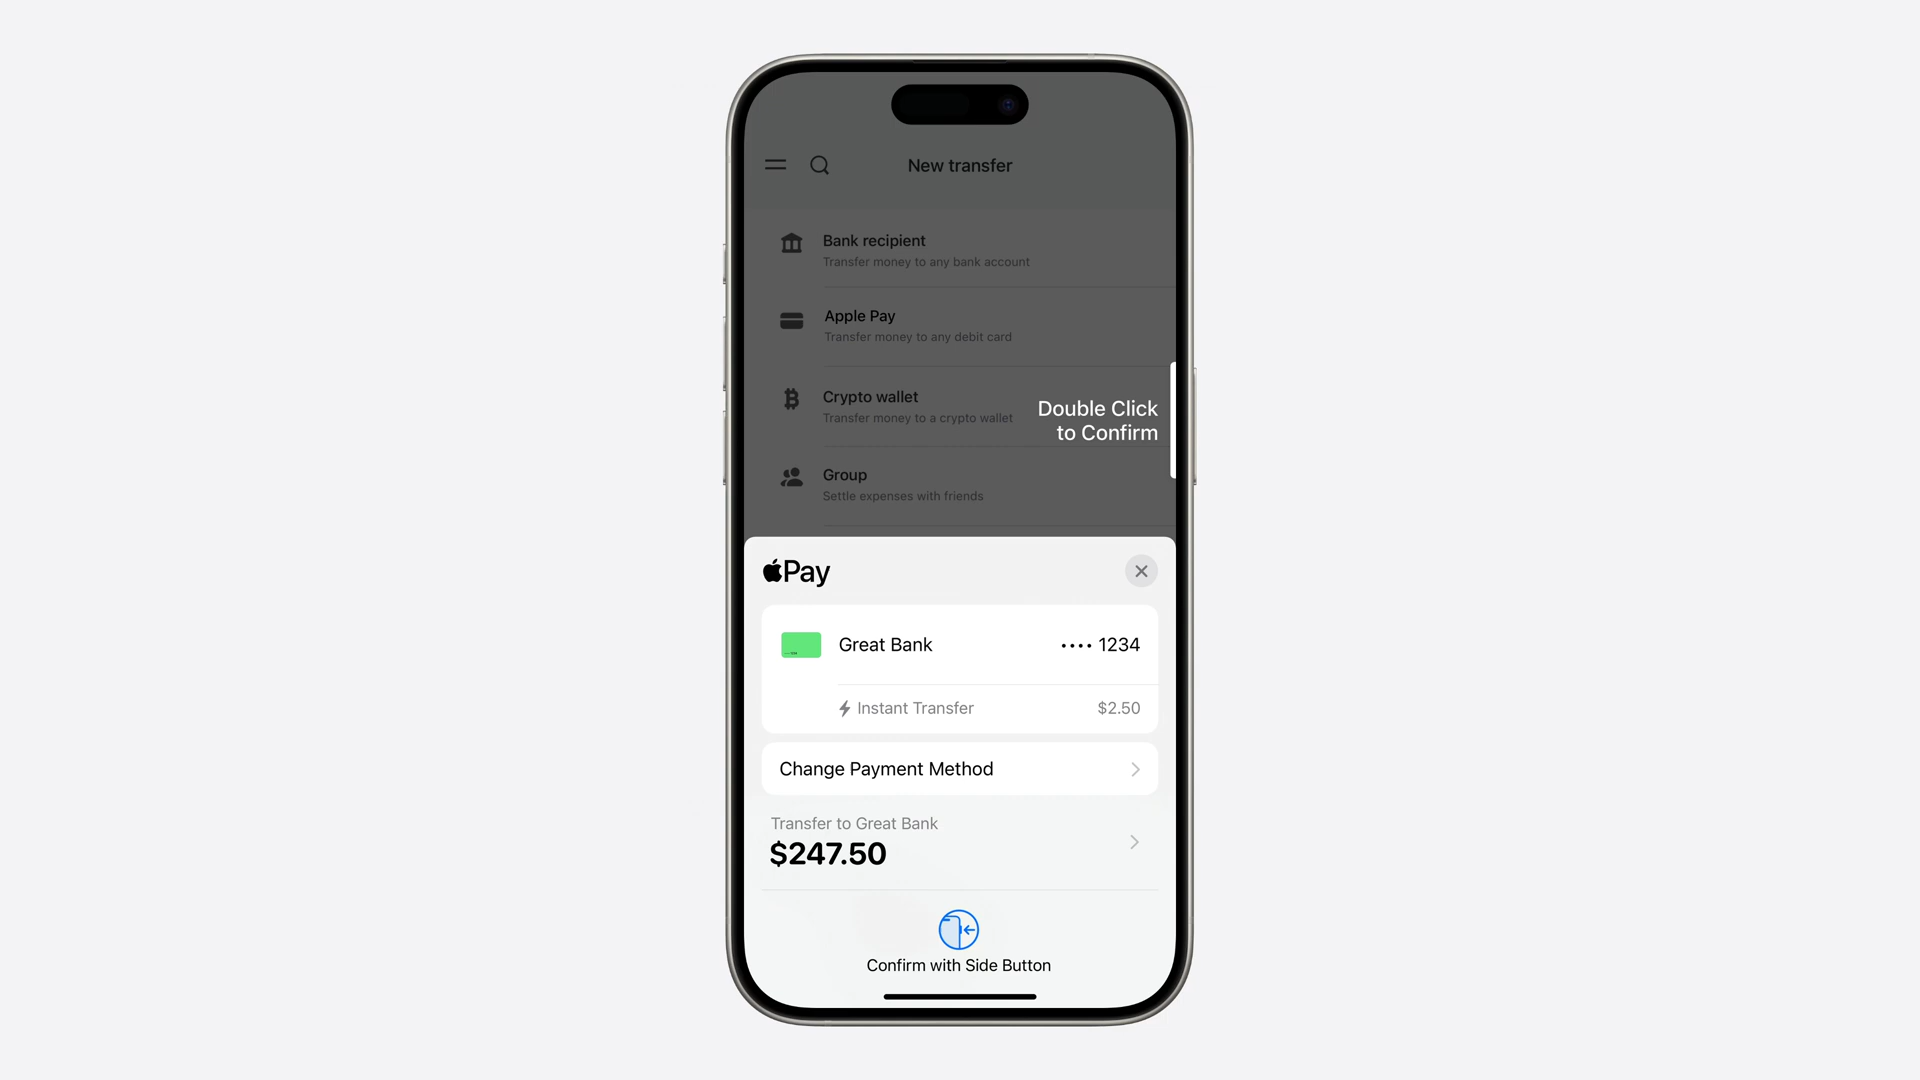 New transfer
Bank recipient
Transfer money to any bank account
Apple Pay
Transfer money to any debit card
Crypto wallet
Transfer money to a crypto wallet
Double Click
to Confirm
Group
Settle expenses with friends
Pay
Great Bank •••• 1234
Instant Transfer $2.50
Change Payment Method
Transfer to Great Bank
$247.50
Confirm with Side Button